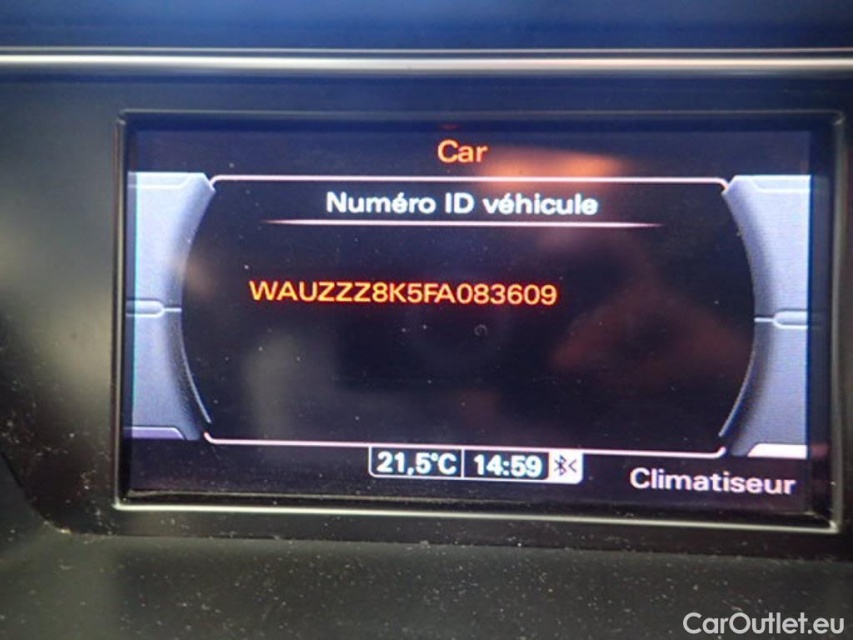 Car
Numéro ID véhicule
WAUZZZ8K5FA083609
21,5°C 14:59
Climatiseur
CarOutlet.eu